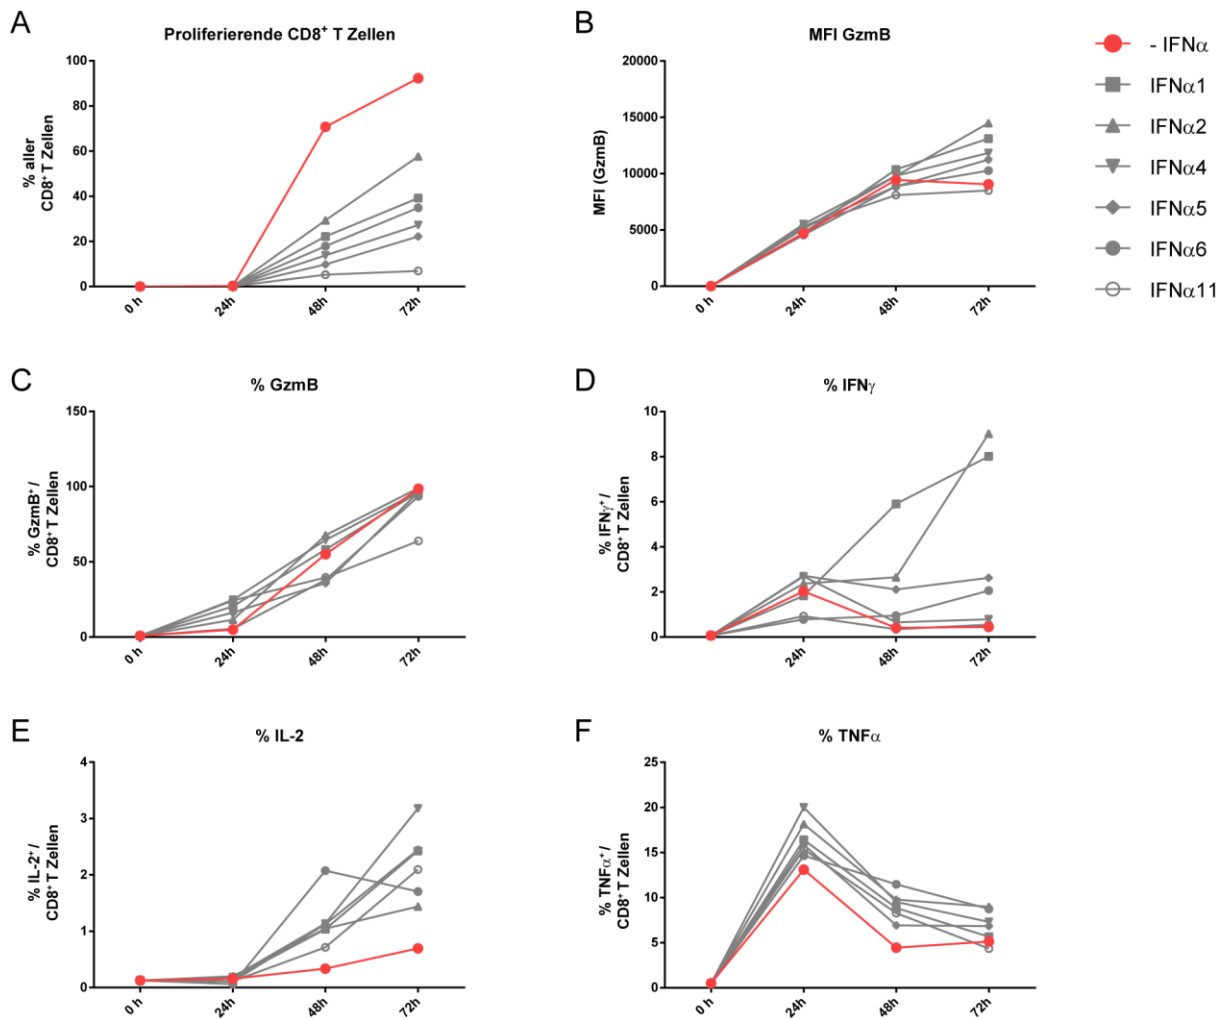 A
Proliferierende CD8⁺ T Zellen
% aller
CD8⁺ T Zellen
100
80
60
40
20
0
0 h
24h
48h
72h
B
MFI GzmB
MFI (GzmB)
20000
15000
10000
5000
0
0 h
24h
48h
72h
- IFNα
IFNα1
IFNα2
IFNα4
IFNα5
IFNα6
IFNα11
C
% GzmB
% GzmB⁺ /
CD8⁺ T Zellen
150
100
50
0
0 h
24h
48h
72h
D
% IFNγ
% IFNγ⁺ /
CD8⁺ T Zellen
10
8
6
4
2
0
0 h
24h
48h
72h
E
% IL-2
% IL-2⁺ /
CD8⁺ T Zellen
4
3
2
1
0
0 h
24h
48h
72h
F
% TNFα
% TNFα⁺ /
CD8⁺ T Zellen
25
20
15
10
5
0
0 h
24h
48h
72h